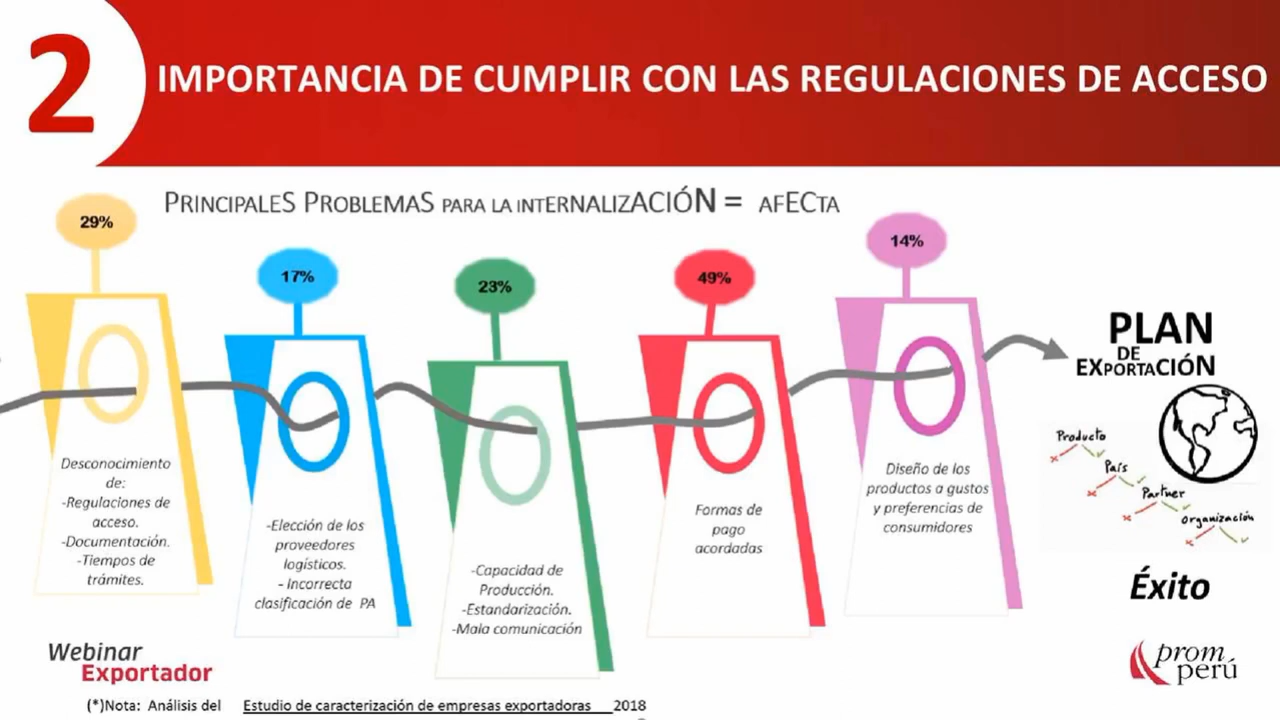 2
IMPORTANCIA DE CUMPLIR CON LAS REGULACIONES DE ACCESO
PRINCIPALES PROBLEMAS PARA LA INTERNALIZACIÓN = AFECTA
29%
Desconocimiento
de:
-Regulaciones de
acceso.
-Documentación.
-Tiempos de
trámites.
17%
-Elección de los
proveedores
logísticos.
- Incorrecta
clasificación de PA
23%
-Capacidad de
Producción.
-Estandarización.
-Mala comunicación
49%
Formas de
pago
acordadas
14%
Diseño de los
productos a gustos
y preferencias de
consumidores
PLAN
DE
EXPORTACIÓN
Producto
País
Partner
Organización
Éxito
Webinar
Exportador
prom
perú
(*)Nota: Análisis del Estudio de caracterización de empresas exportadoras 2018